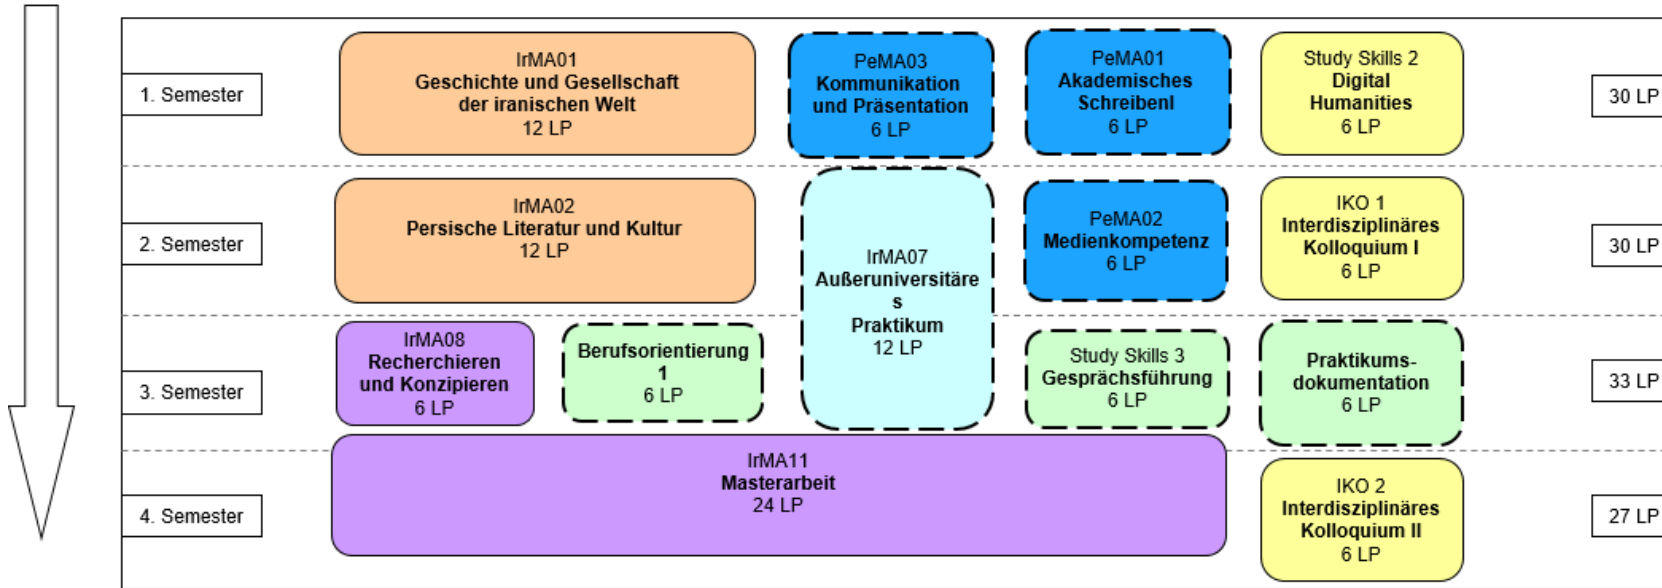 1. Semester
IrMA01
Geschichte und Gesellschaft
der iranischen Welt
12 LP
PeMA03
Kommunikation
und Präsentation
6 LP
PeMA01
Akademisches
SchreibenI
6 LP
Study Skills 2
Digital
Humanities
6 LP
30 LP
2. Semester
IrMA02
Persische Literatur und Kultur
12 LP
IrMA07
Außeruniversitäre
s
Praktikum
12 LP
PeMA02
Medienkompetenz
6 LP
IKO 1
Interdisziplinäres
Kolloquium I
6 LP
30 LP
3. Semester
IrMA08
Recherchieren
und Konzipieren
6 LP
Berufsorientierung
1
6 LP
Study Skills 3
Gesprächsführung
6 LP
Praktikums-
dokumentation
6 LP
33 LP
4. Semester
IrMA11
Masterarbeit
24 LP
IKO 2
Interdisziplinäres
Kolloquium II
6 LP
27 LP